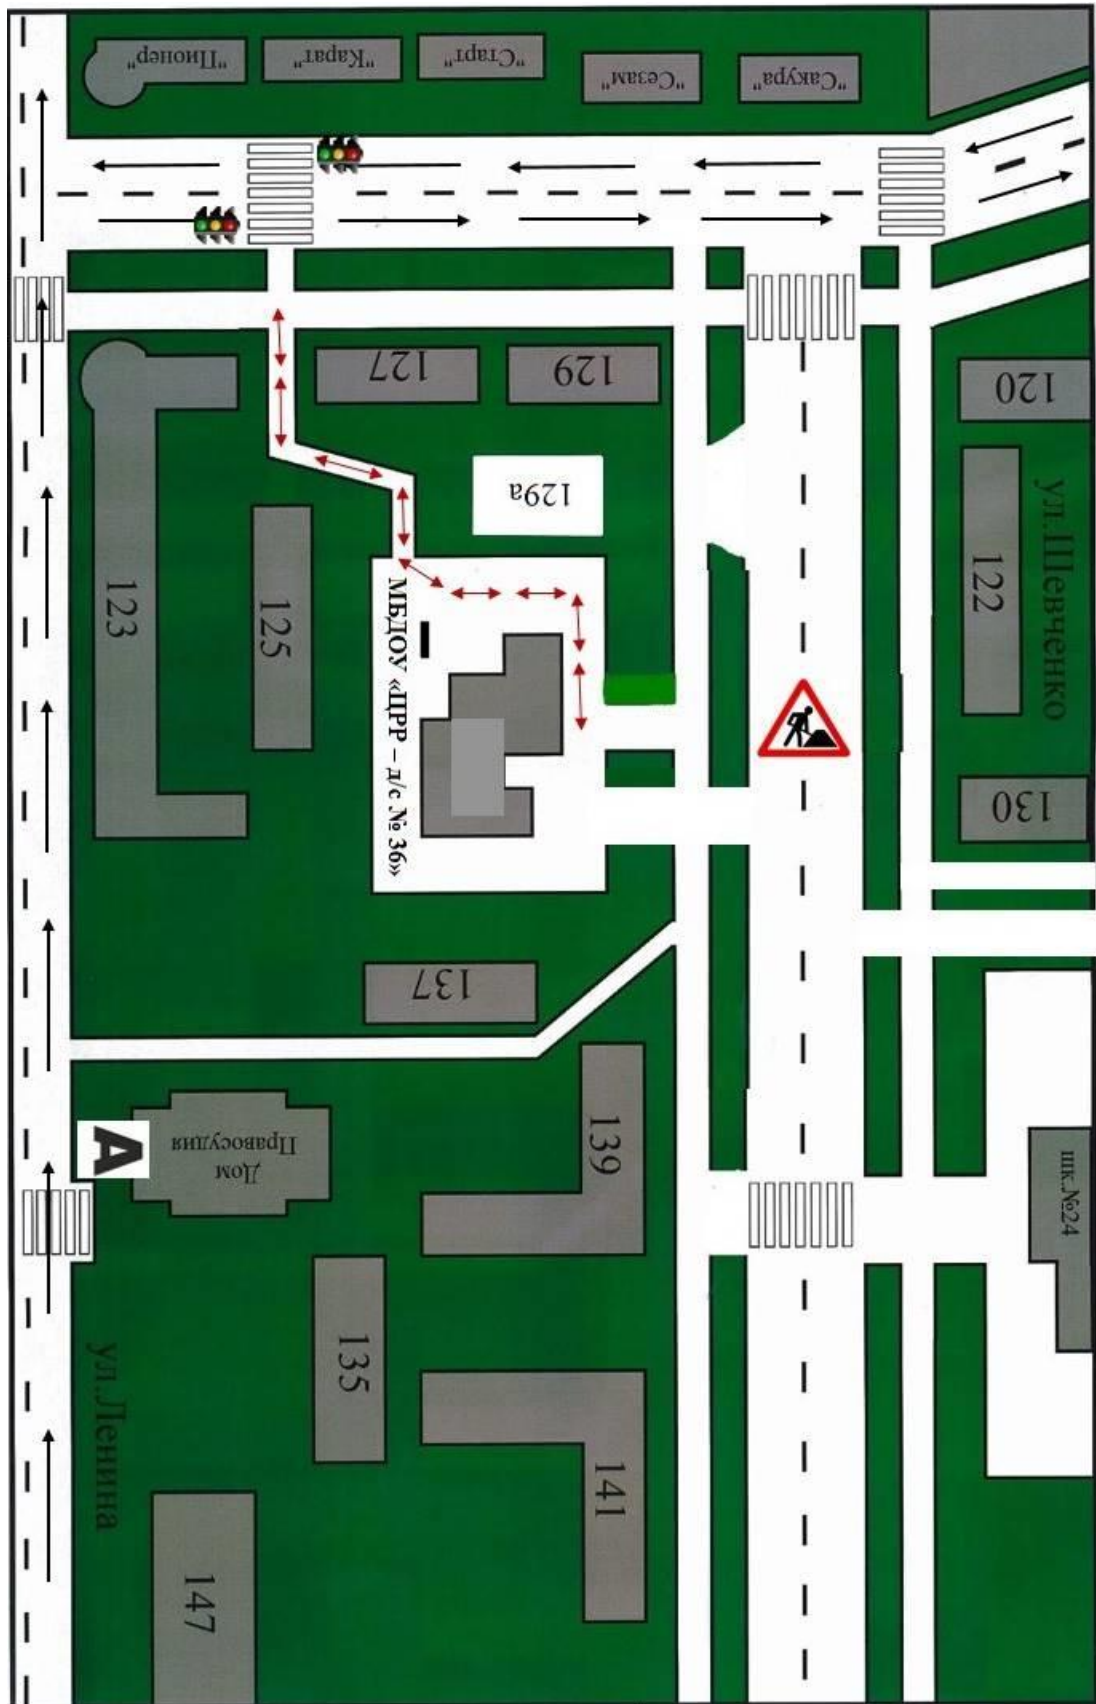 "Пионер"
"Карат"
"Старт"
"Сезам"
"Сакура"
127
129
120
129а
ул.Шевченко
122
123
125
МБДОУ «ЦРР – д/с № 36»
130
137
А
Дом
Правосудия
139
шк.№24
135
ул.Ленина
141
147